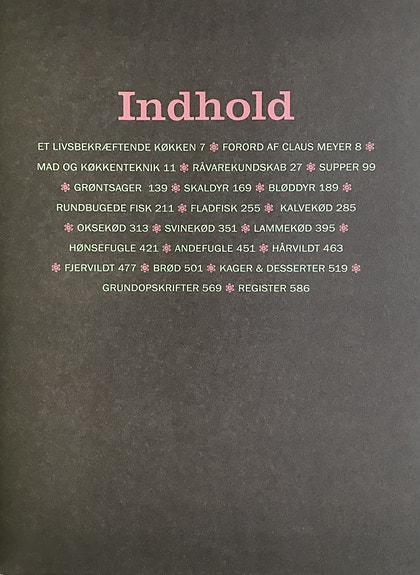 Indhold
ET LIVSBEKRÆFTENDE KØKKEN 7 ❄ FORORD AF CLAUS MEYER 8 ❄
MAD OG KØKKENTEKNIK 11 ❄ RÅVAREKUNDSKAB 27 ❄ SUPPER 99
❄ GRØNTSAGER 139 ❄ SKALDYR 169 ❄ BLØDDYR 189 ❄
RUNDBUGEDE FISK 211 ❄ FLADFISK 255 ❄ KALVEKØD 285
❄ OKSEKØD 313 ❄ SVINEKØD 351 ❄ LAMMEKØD 395 ❄
HØNSEFUGLE 421 ❄ ANDEFUGLE 451 ❄ HÅRVILDT 463
❄ FJERVILDT 477 ❄ BRØD 501 ❄ KAGER & DESSERTER 519 ❄
GRUNDOPSKRIFTER 569 ❄ REGISTER 586